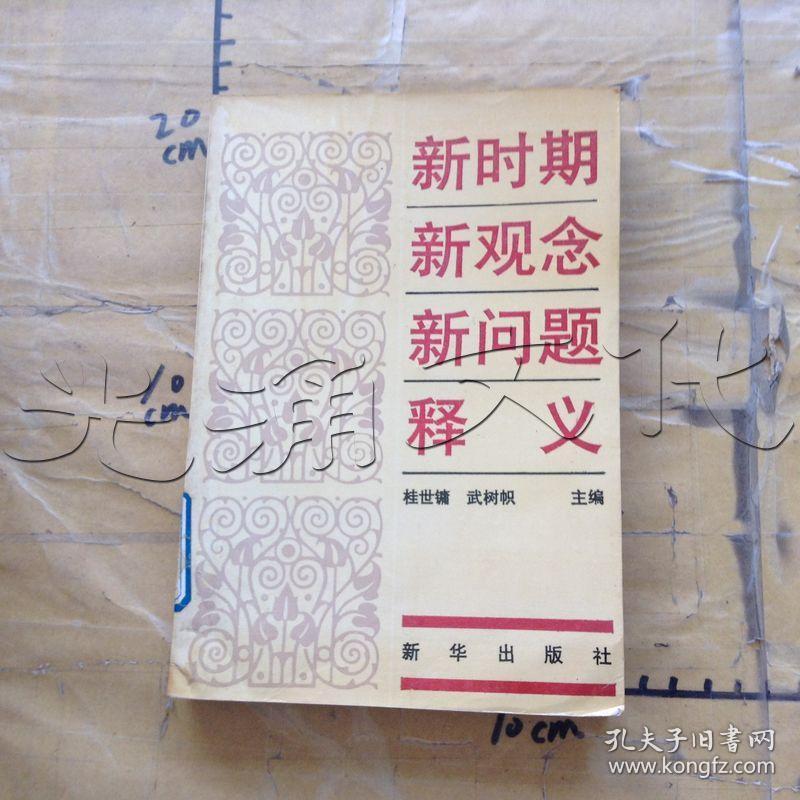 20
cm
新时期
新观念
新问题
释义
10
cm
光涌文化
桂世镛 武树帜 主编
新华出版社
10cm
孔夫子旧书网
www.kongfz.com